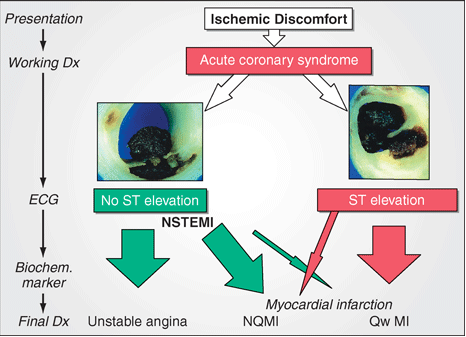 Presentation
Ischemic Discomfort
Working Dx
Acute coronary syndrome
ECG
No ST elevation
ST elevation
NSTEMI
Biochem.
marker
Myocardial infarction
Final Dx
Unstable angina
NQMI
Qw MI